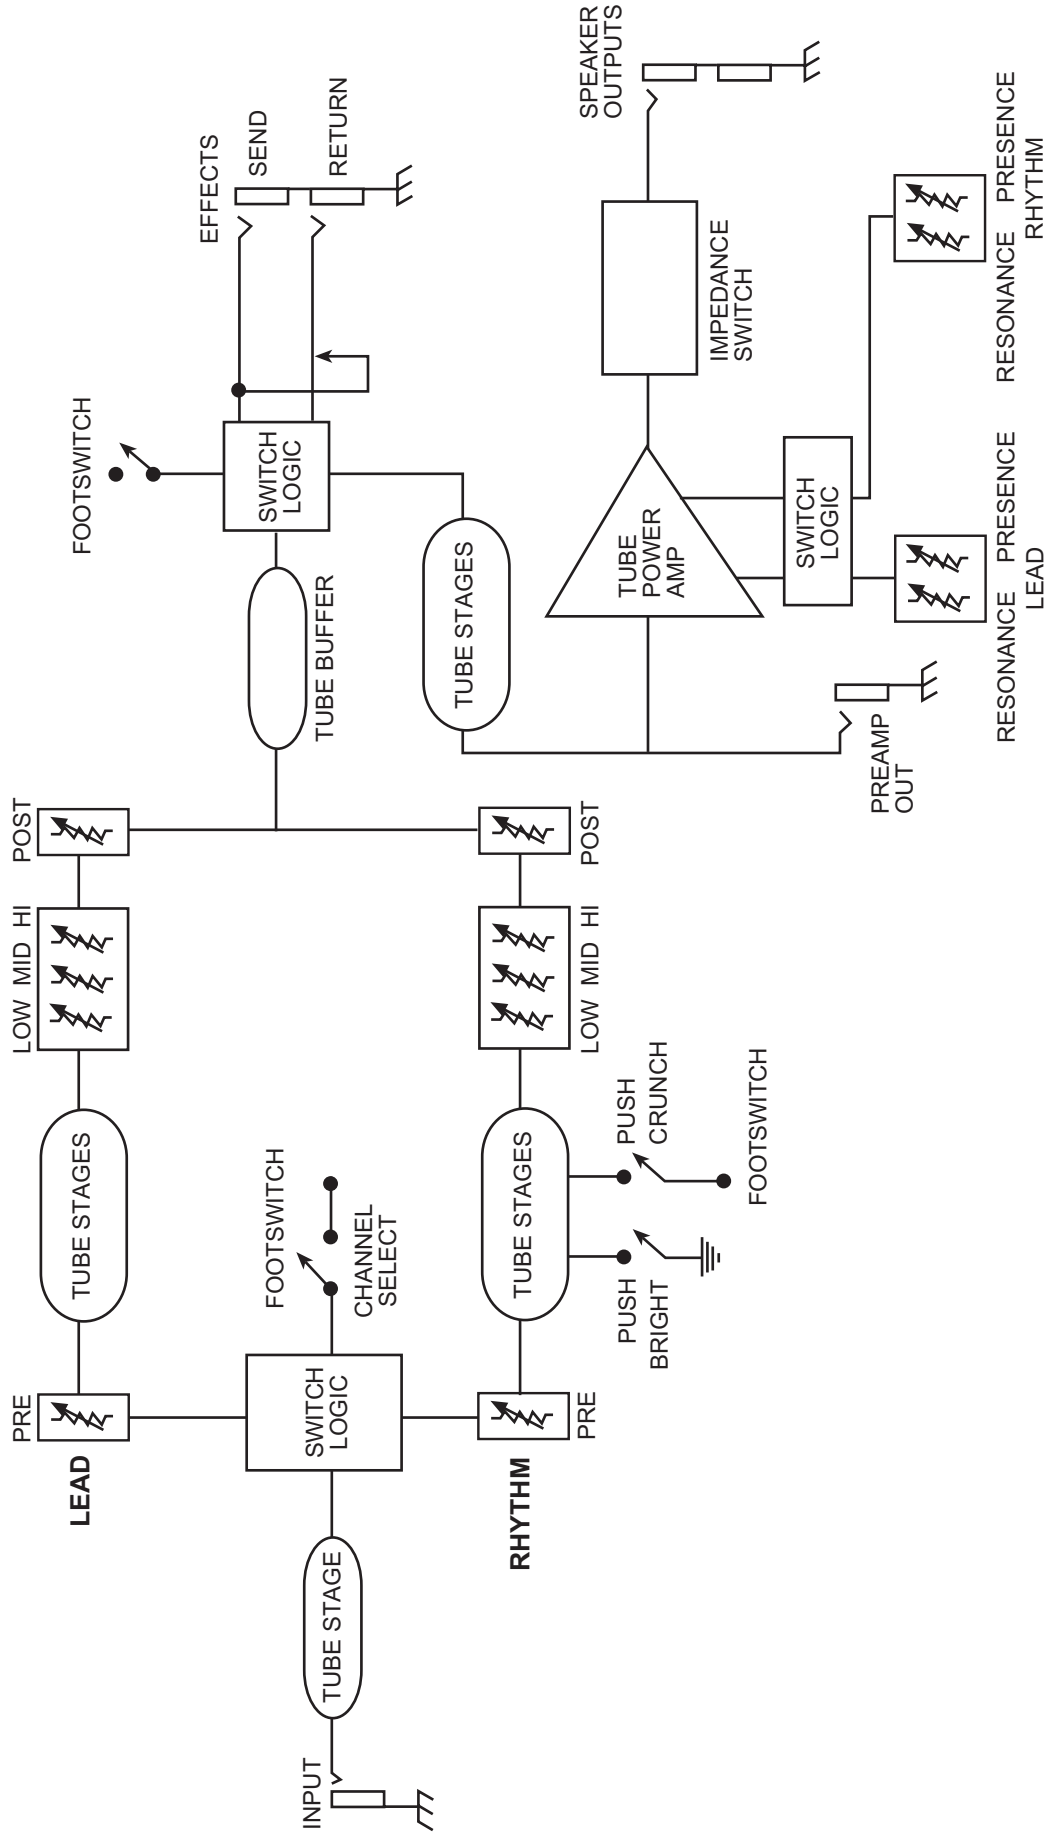 INPUT
TUBE STAGE
LEAD
PRE
SWITCH
LOGIC
RHYTHM
PRE
FOOTSWITCH
CHANNEL
SELECT
TUBE STAGES
LOW MID HI
POST
TUBE STAGES
PUSH
BRIGHT
PUSH
CRUNCH
FOOTSWITCH
LOW MID HI
POST
TUBE BUFFER
FOOTSWITCH
SWITCH
LOGIC
EFFECTS
SEND
RETURN
TUBE STAGES
PREAMP
OUT
TUBE
POWER
AMP
SWITCH
LOGIC
RESONANCE PRESENCE
LEAD
RESONANCE PRESENCE
RHYTHM
IMPEDANCE
SWITCH
SPEAKER
OUTPUTS